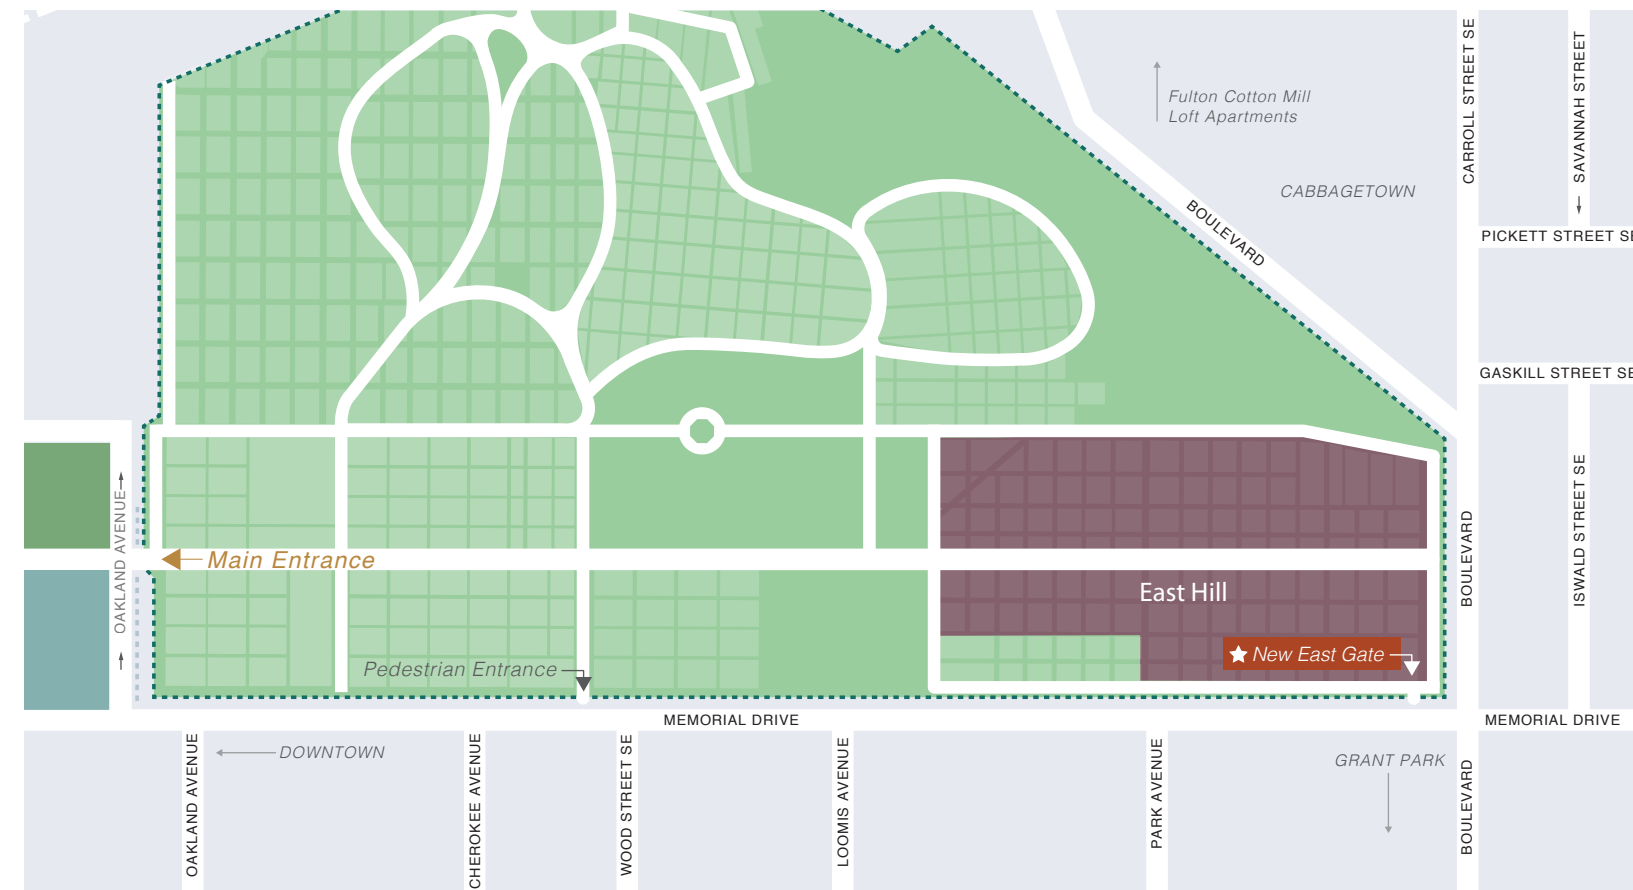 CARROLL STREET SE
SAVANNAH STREET
Fulton Cotton Mill
Loft Apartments
CABBAGETOWN
BOULEVARD
PICKETT STREET SE
GASKILL STREET SE
OAKLAND AVENUE
Main Entrance
East Hill
BOULEVARD
ISWALD STREET SE
New East Gate
Pedestrian Entrance
MEMORIAL DRIVE
MEMORIAL DRIVE
OAKLAND AVENUE
DOWNTOWN
CHEROKEE AVENUE
WOOD STREET SE
LOOMIS AVENUE
PARK AVENUE
GRANT PARK
BOULEVARD